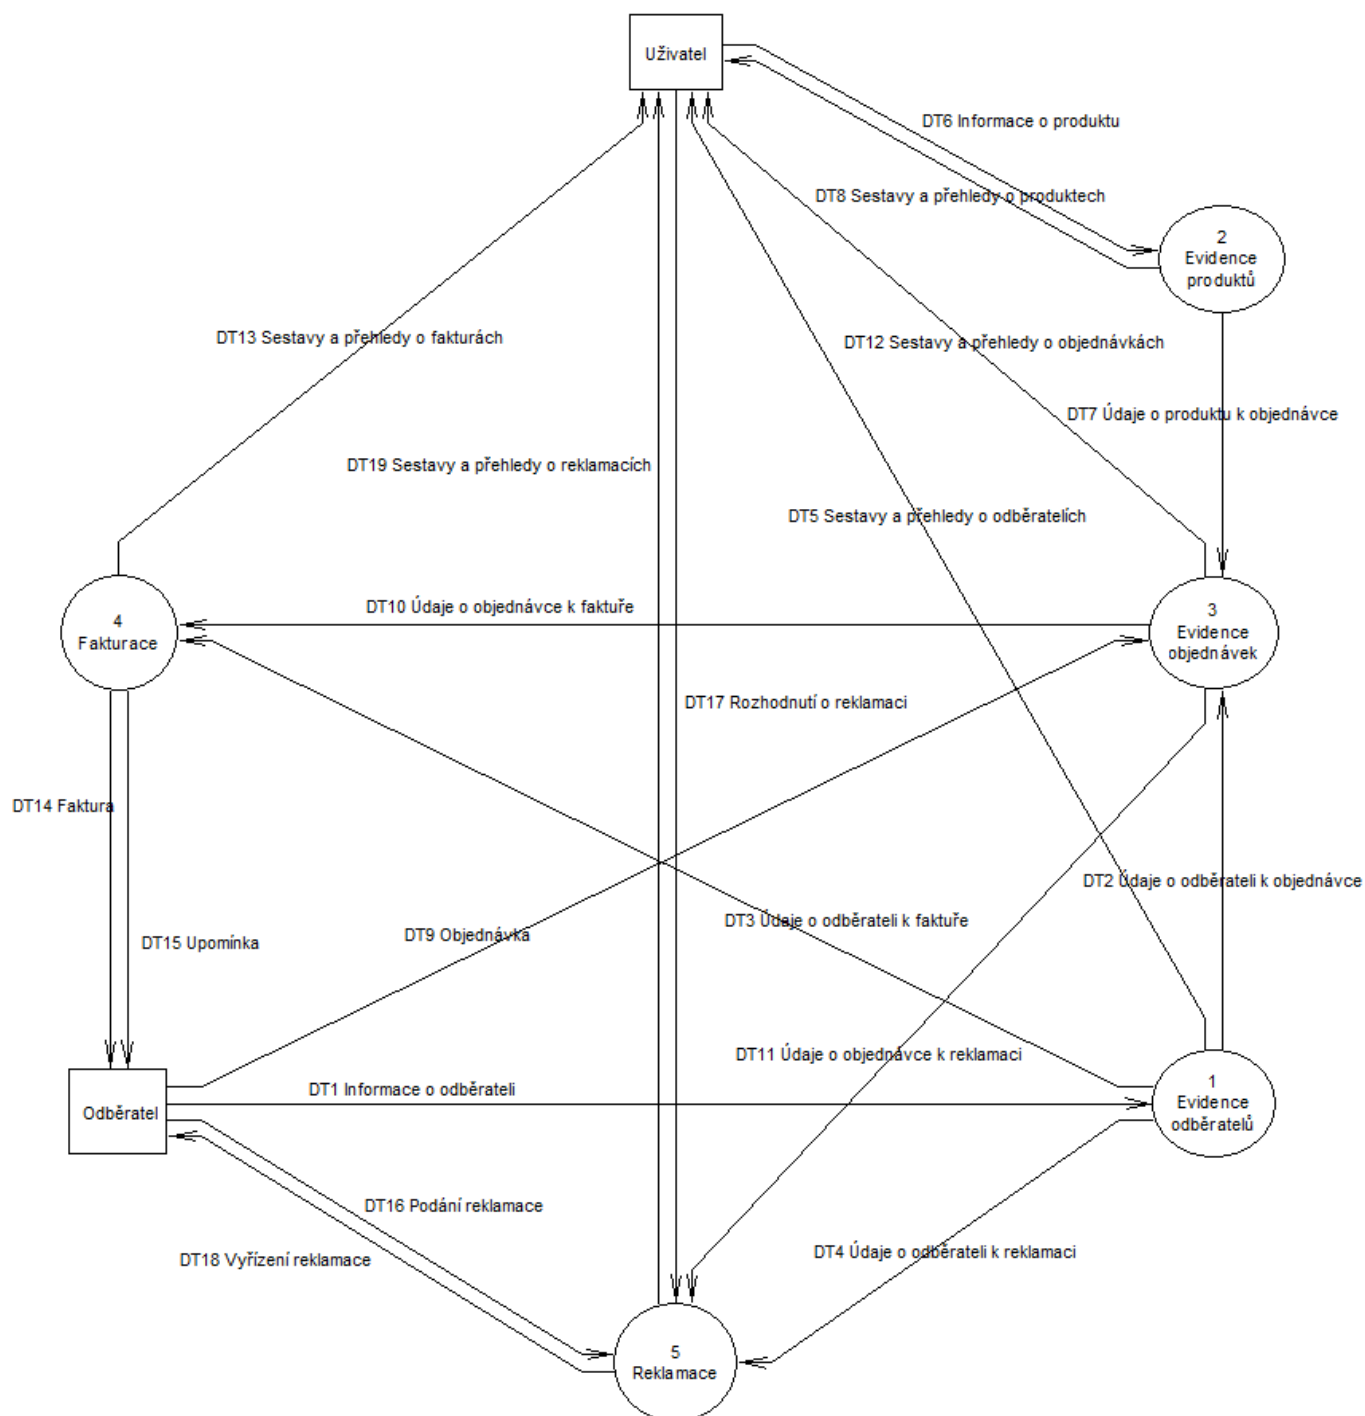 Uživatel
DT6 Informace o produktu
DT8 Sestavy a přehledy o produktech
2
Evidence
produktů
DT13 Sestavy a přehledy o fakturách
DT12 Sestavy a přehledy o objednávkách
DT7 Údaje o produktu k objednávce
DT19 Sestavy a přehledy o reklamacích
DT5 Sestavy a přehledy o odběratelích
4
Fakturace
DT10 Údaje o objednávce k faktuře
3
Evidence
objednávek
DT17 Rozhodnutí o reklamaci
DT14 Faktura
DT2 Údaje o odběrateli k objednávce
DT15 Upomínka
DT9 Objednávka
DT3 Údaje o odběrateli k faktuře
DT11 Údaje o objednávce k reklamaci
Odběratel
DT1 Informace o odběrateli
1
Evidence
odběratelů
DT16 Podání reklamace
DT18 Vyřízení reklamace
DT4 Údaje o odběrateli k reklamaci
5
Reklamace